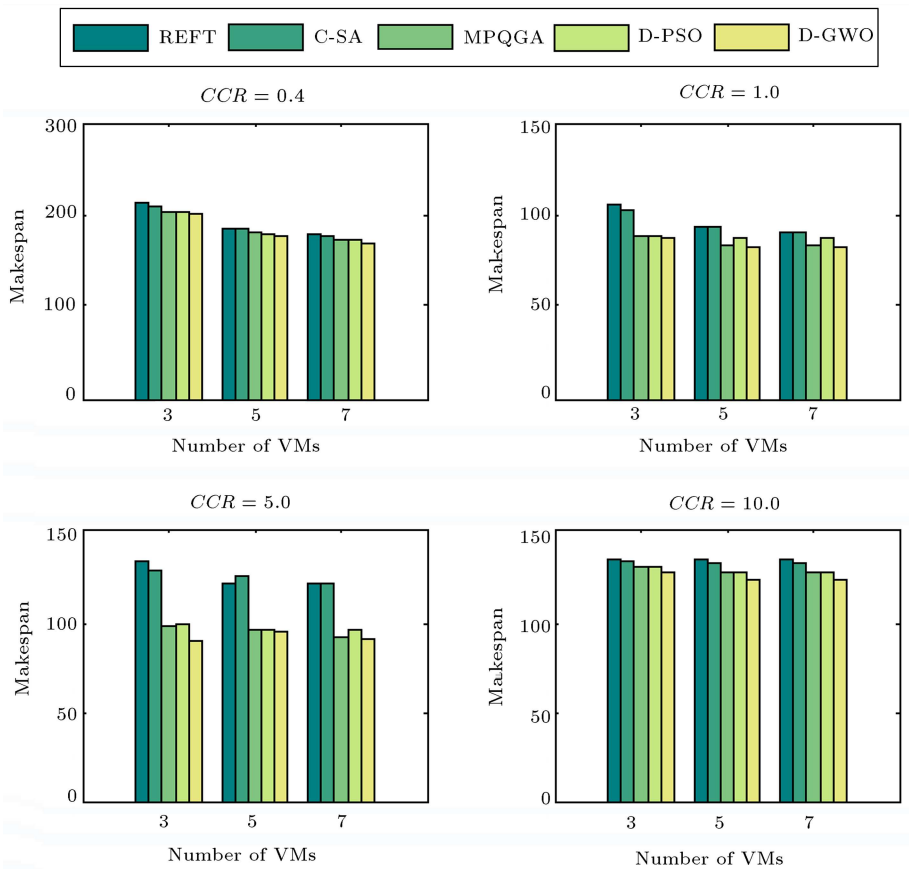 REFT C-SA MPQGA D-PSO D-GWO
CCR = 0.4
300
200
100
0
Makespan
3 5 7
Number of VMs
CCR = 1.0
150
100
50
0
Makespan
3 5 7
Number of VMs
CCR = 5.0
150
100
50
0
Makespan
3 5 7
Number of VMs
CCR = 10.0
150
100
50
0
Makespan
3 5 7
Number of VMs